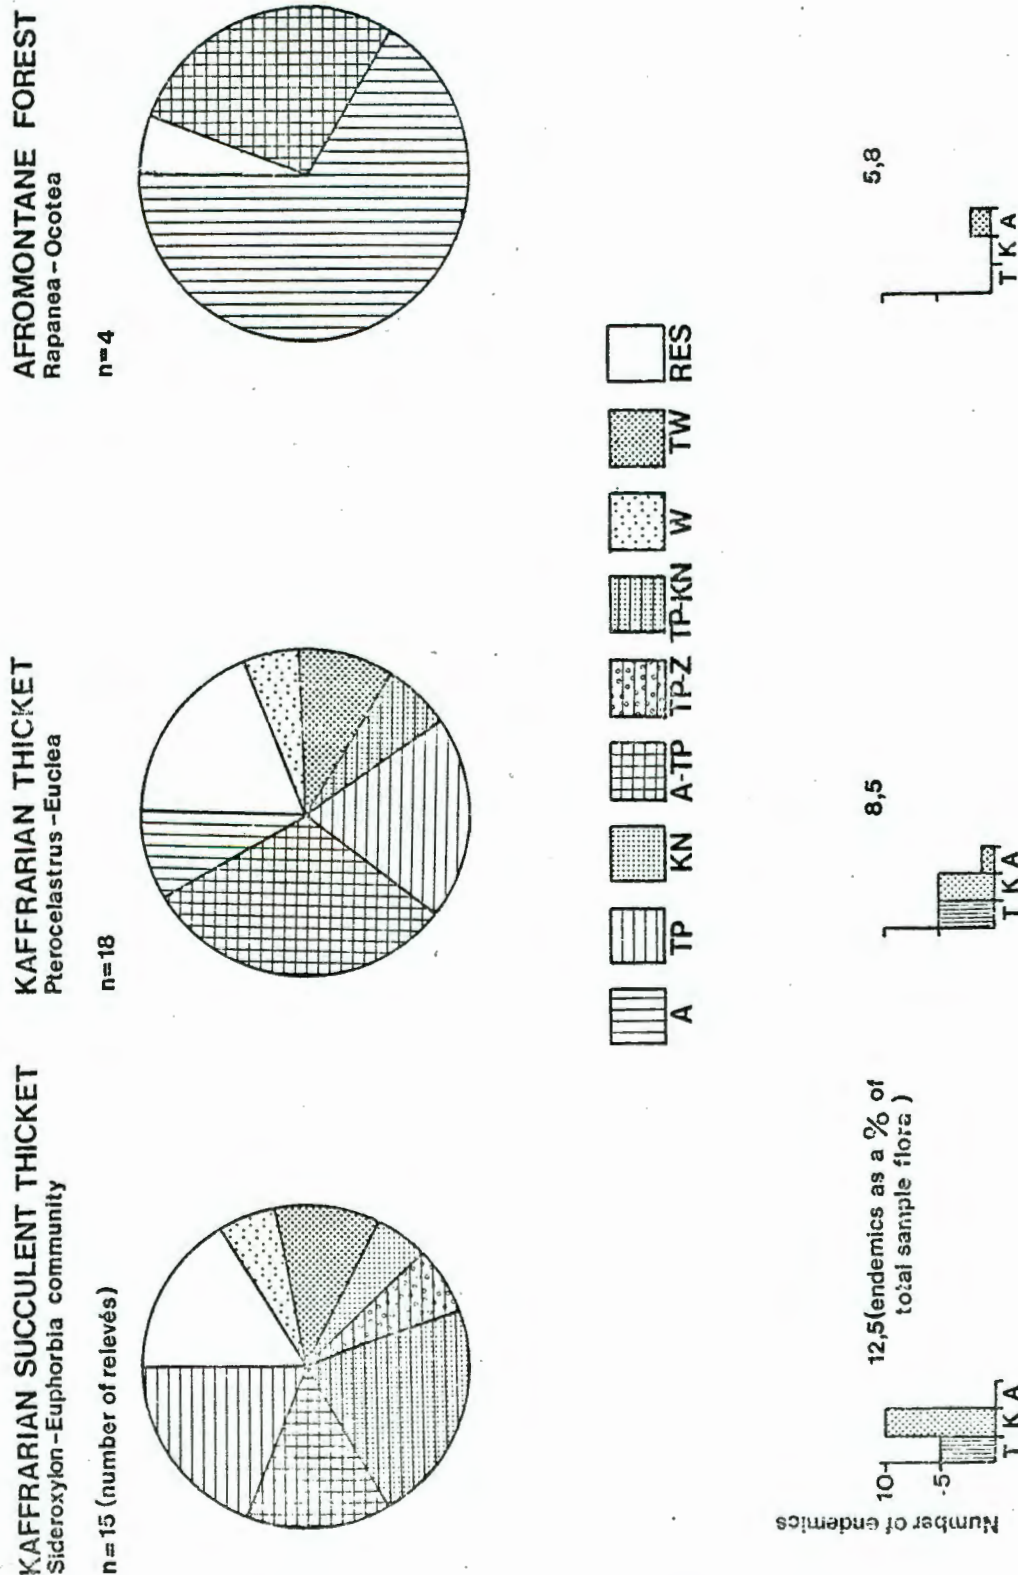 KAFFRARIAN SUCCULENT THICKET
Sideroxylon-Euphorbia community
n=15 (number of relevés)
KAFFRARIAN THICKET
Pterocelastrus-Euclea
n=18
AFROMONTANE FOREST
Rapanea-Ocotea
n=4
A
TP
KN
A-TP
TP-Z
TP-KN
W
TW
RES
Number of endemics
10
5
T K A
12,5(endemics as a % of
total sample flora)
T K A
8,5
T K A
5,8